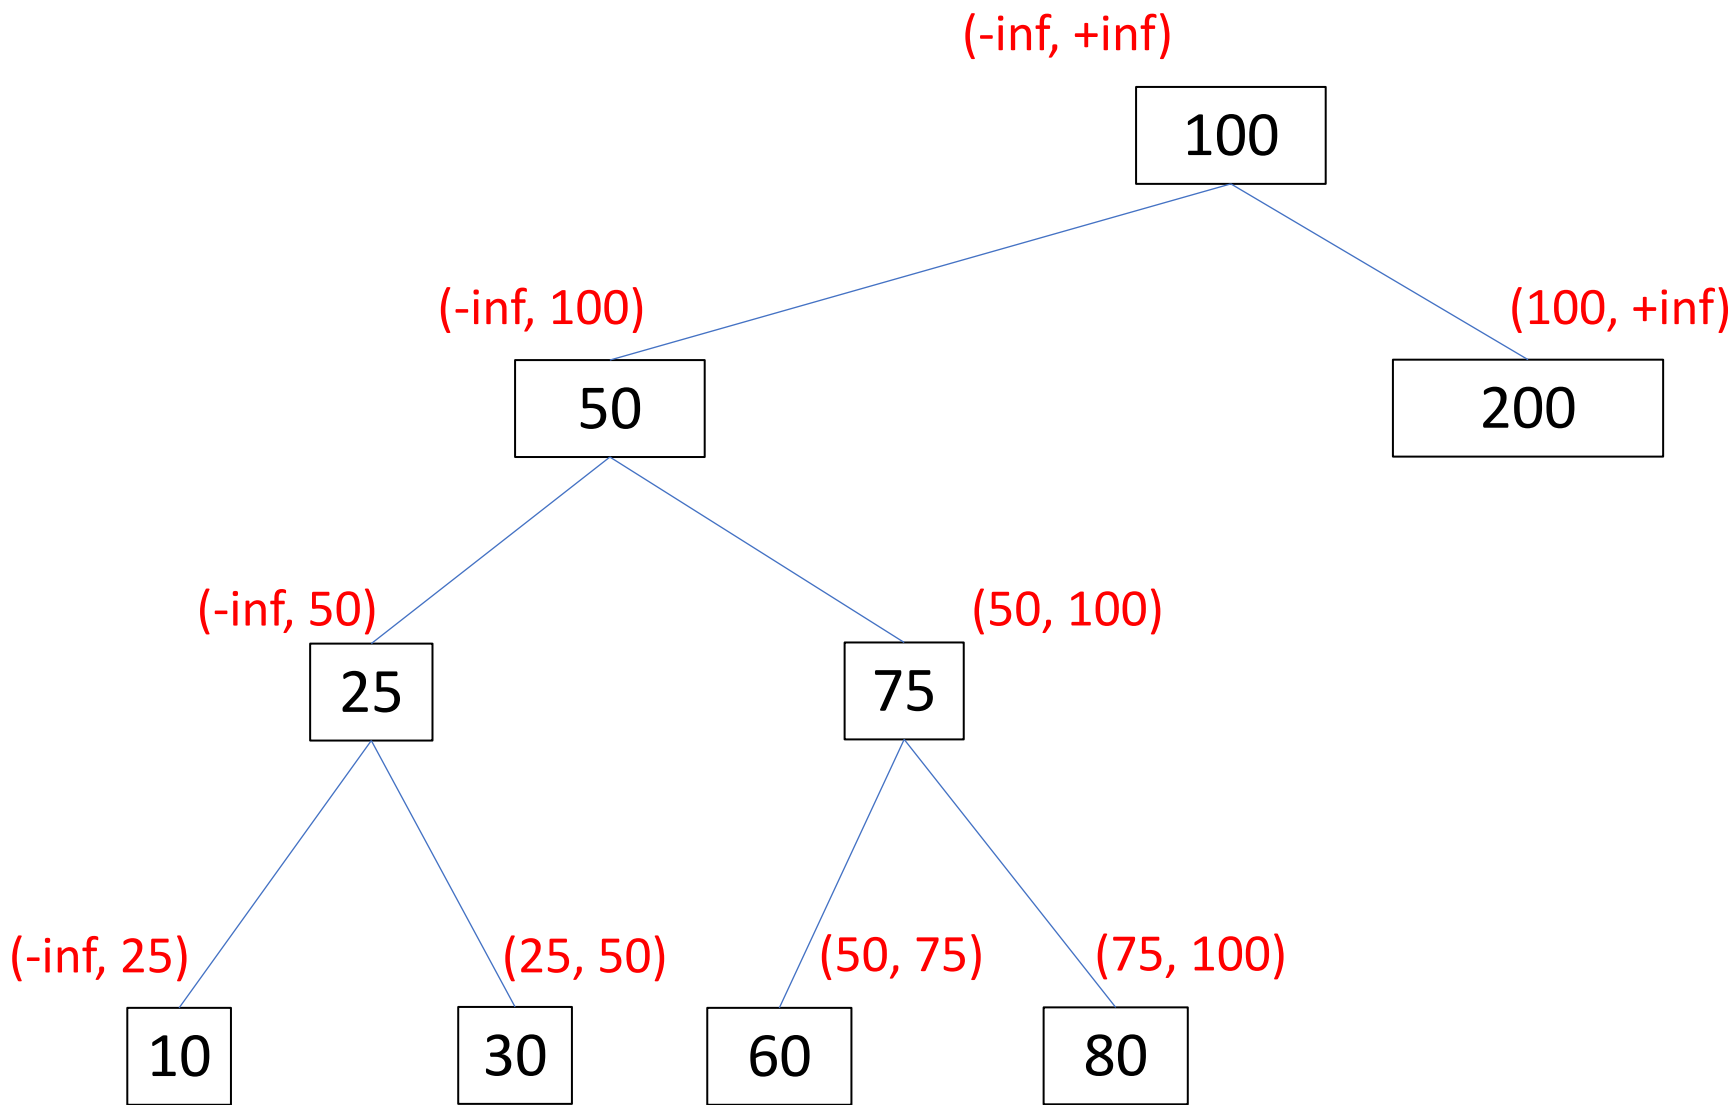 (-inf, +inf)
100
(-inf, 100)
(100, +inf)
50
200
(-inf, 50)
(50, 100)
25
75
(-inf, 25)
(25, 50)
(50, 75)
(75, 100)
10
30
60
80